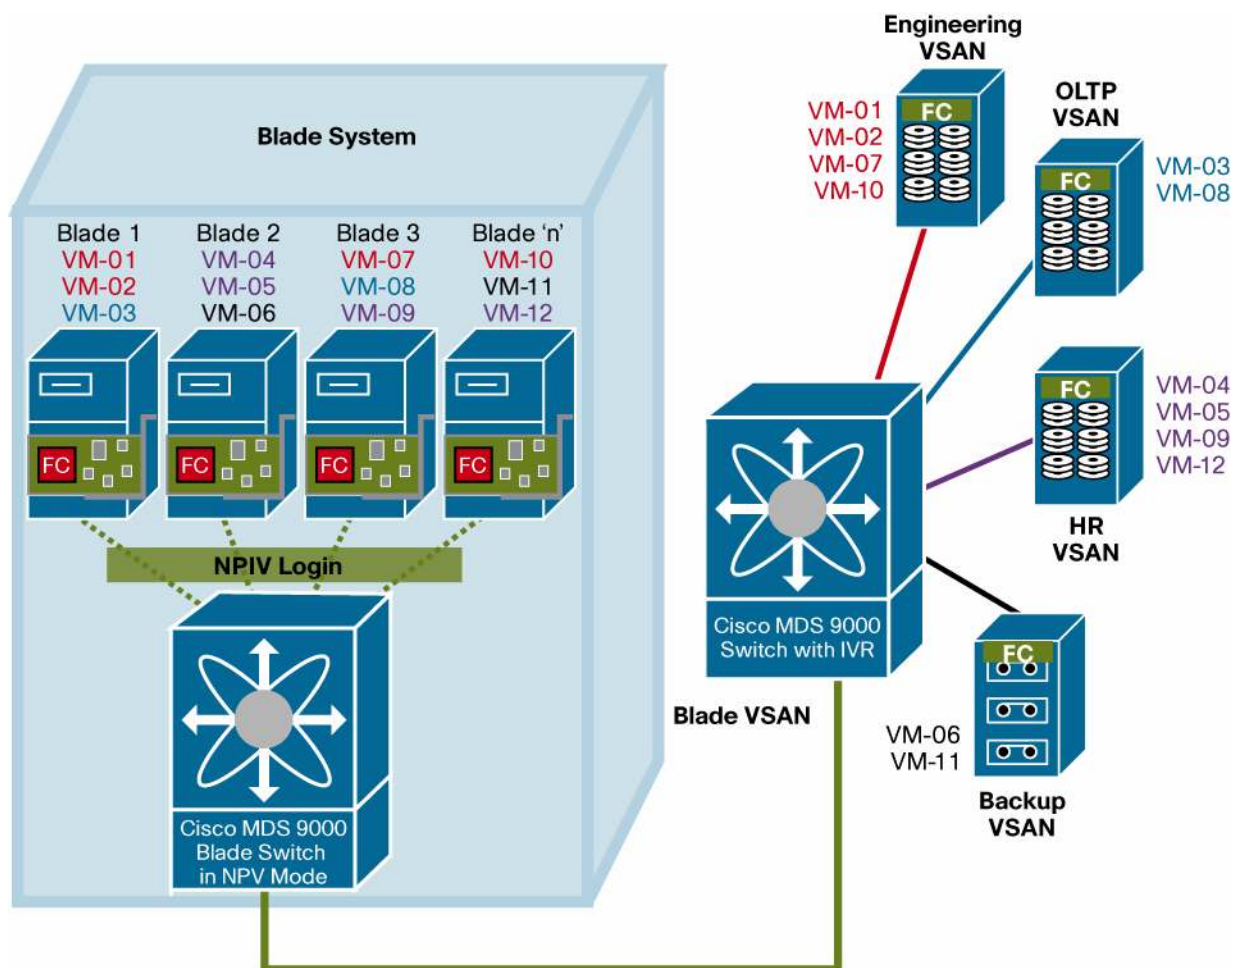 Engineering
VSAN
VM-01
VM-02
VM-07
VM-10
FC
OLTP
VSAN
FC
VM-03
VM-08
Blade System
Blade 1
VM-01
VM-02
VM-03
Blade 2
VM-04
VM-05
VM-06
Blade 3
VM-07
VM-08
VM-09
Blade ‘n’
VM-10
VM-11
VM-12
FC
FC
FC
FC
NPIV Login
Cisco MDS 9000
Blade Switch
in NPV Mode
FC
VM-04
VM-05
VM-09
VM-12
HR
VSAN
Cisco MDS 9000
Switch with IVR
Blade VSAN
FC
VM-06
VM-11
Backup
VSAN